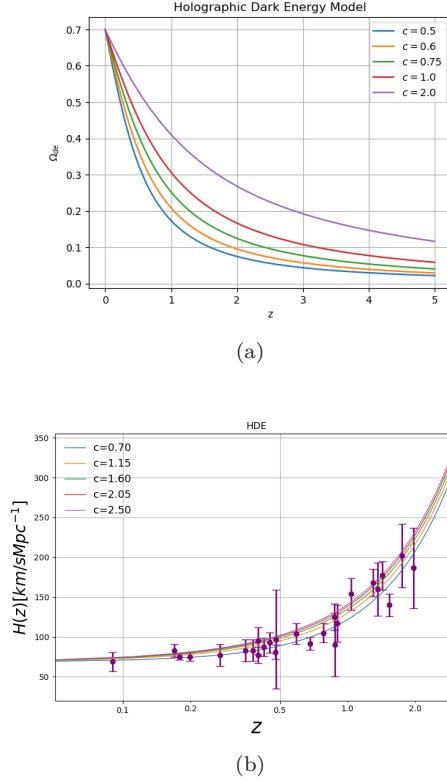 Holographic Dark Energy Model
c = 0.5
c = 0.6
c = 0.75
c = 1.0
c = 2.0
0.7
0.6
0.5
0.4
0.3
0.2
0.1
0.0
Ω_de
0 1 2 3 4 5
z
(a)
HDE
c=0.70
c=1.15
c=1.60
c=2.05
c=2.50
350
300
250
200
150
100
50
H(z)[km/sMpc⁻¹]
0.1 0.2 0.5 1.0 2.0
z
(b)